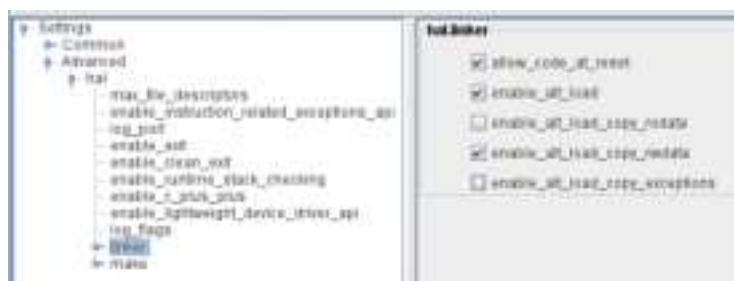 Settings
Common
Advanced
hal
max_file_descriptors
enable_instruction_related_exceptions_api
log_port
enable_exit
enable_clean_exit
enable_runtime_stack_checking
enable_c_plus_plus
enable_lightweight_device_driver_api
log_flags
linker
make
hal.linker
allow_code_at_reset
enable_alt_load
enable_alt_load_copy_rodata
enable_alt_load_copy_rwdata
enable_alt_load_copy_exceptions